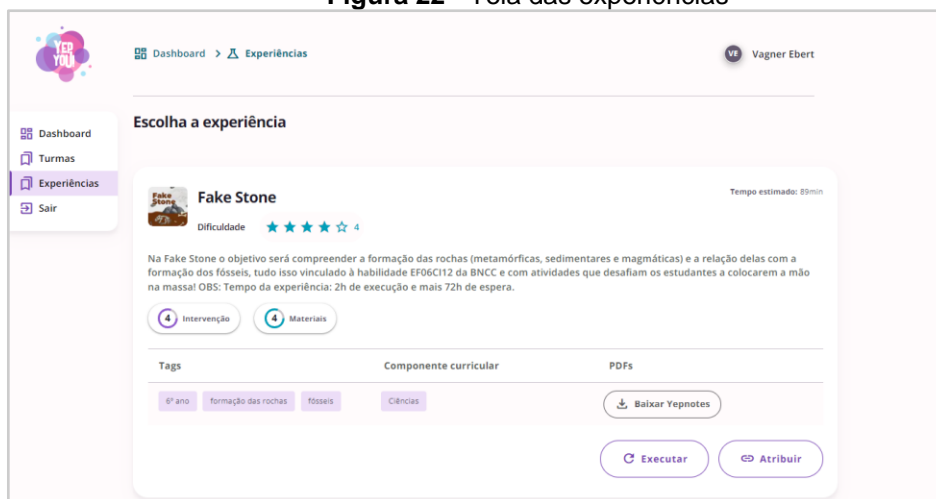 Figura 22 - Tela das experiências
YEP
YOU
Dashboard > Experiências
VE Vagner Ebert
Dashboard
Turmas
Experiências
Sair
Escolha a experiência
Fake
Stone
Fake Stone
Tempo estimado: 89min
Dificuldade 4
Na Fake Stone o objetivo será compreender a formação das rochas (metamórficas, sedimentares e magmáticas) e a relação delas com a
formação dos fósseis, tudo isso vinculado à habilidade EF06CI12 da BNCC e com atividades que desafiam os estudantes a colocarem a mão
na massa! OBS: Tempo da experiência: 2h de execução e mais 72h de espera.
4 Intervenção 4 Materiais
Tags Componente curricular PDFs
6º ano formação das rochas fósseis Ciências Baixar Yepnotes
Executar Atribuir